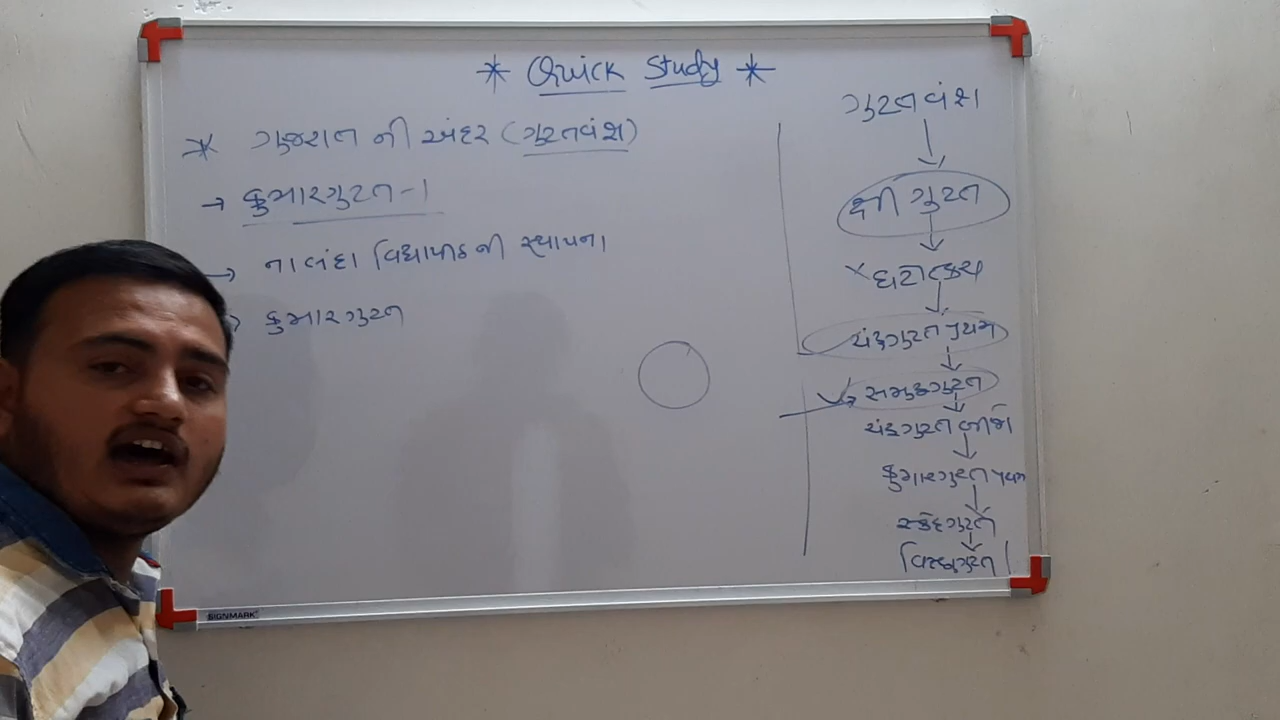 * Quick Study *
* ગુજરાત ની અંદર (ગુપ્તવંશ)
→ કુમારગુપ્ત-1
→ નાલંદા વિદ્યાપીઠ ની સ્થાપના
કુમારગુપ્ત
ગુપ્તવંશ
શ્રી ગુપ્ત
ઘટોત્કચ
ચંદ્રગુપ્ત પ્રથમ
સમુદ્રગુપ્ત
ચંદ્રગુપ્ત બીજો
કુમારગુપ્ત પ્રથમ
સ્કંદગુપ્ત
વિષ્ણુગુપ્ત
SIGNMARK